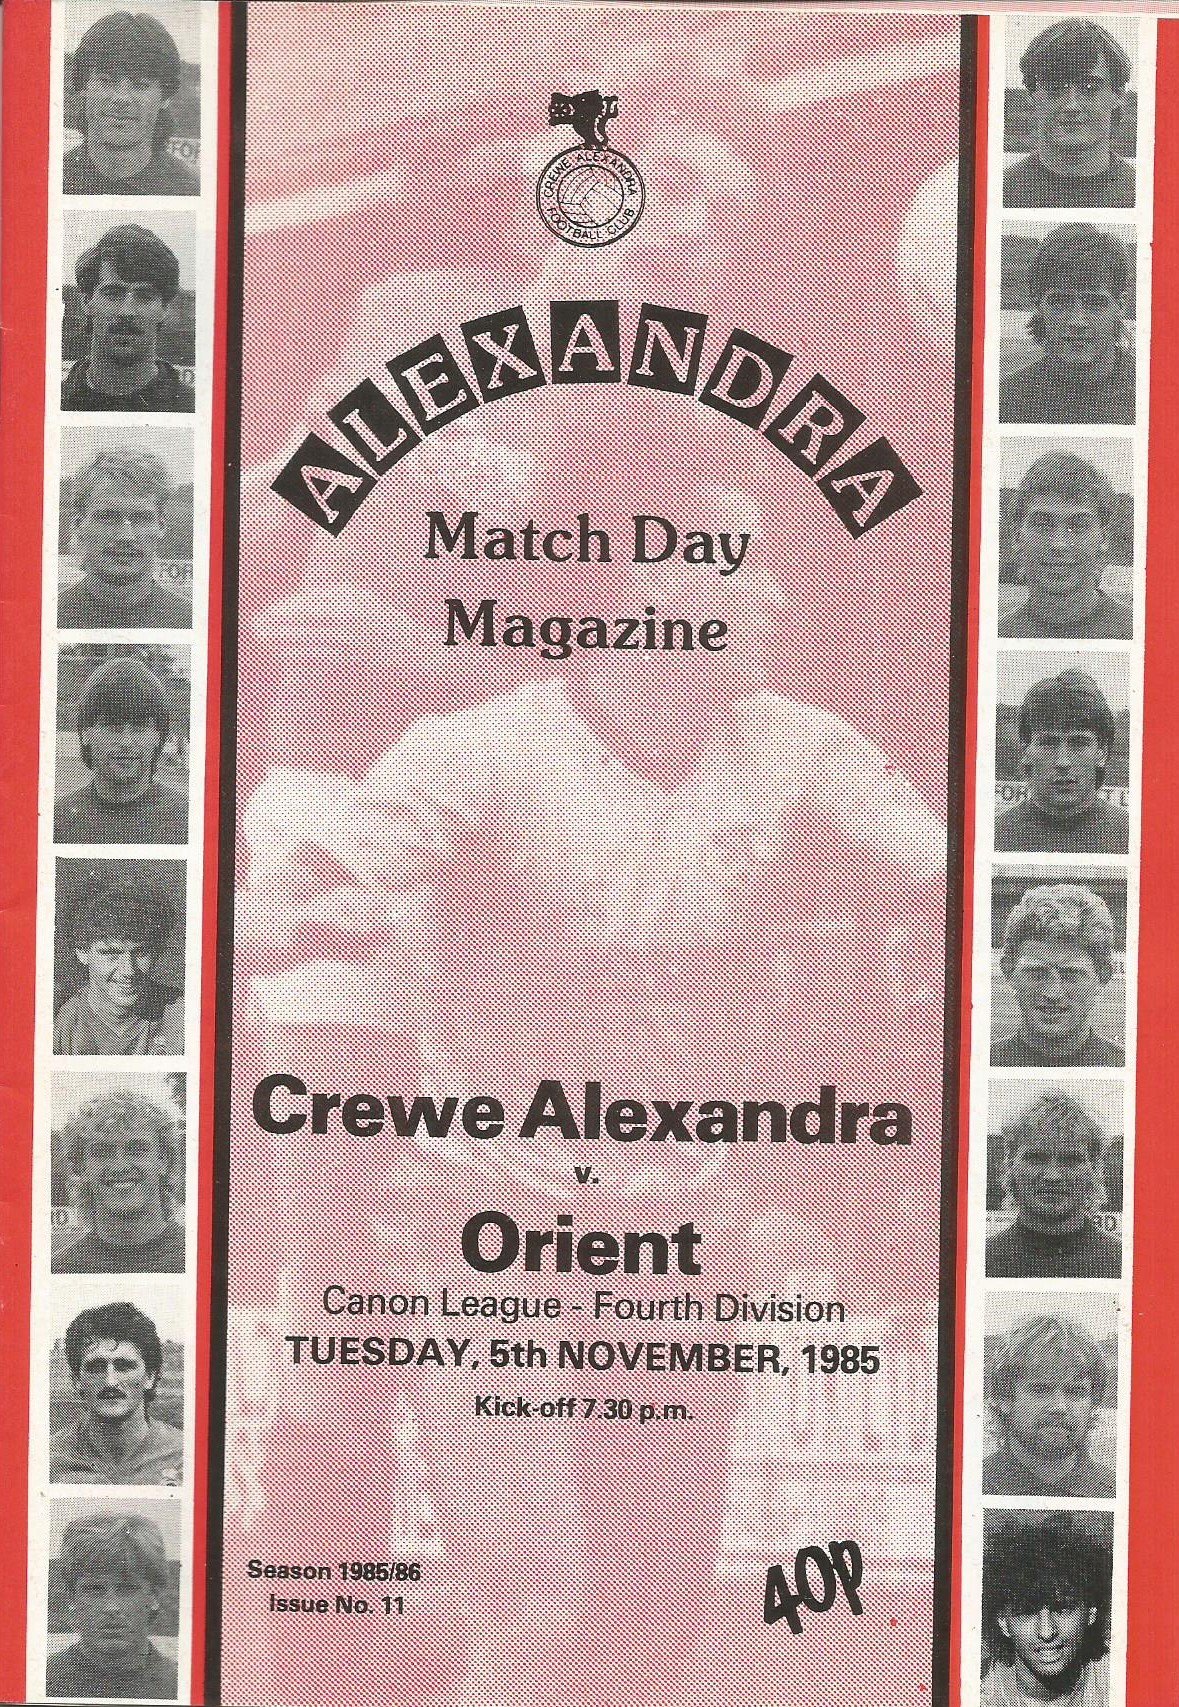 CREWE ALEXANDRA
FOOTBALL CLUB
ALEXANDRA
Match Day
Magazine
Crewe Alexandra
v.
Orient
Canon League - Fourth Division
TUESDAY, 5th NOVEMBER, 1985
Kick-off 7.30 p.m.
Season 1985/86
Issue No. 11
40p